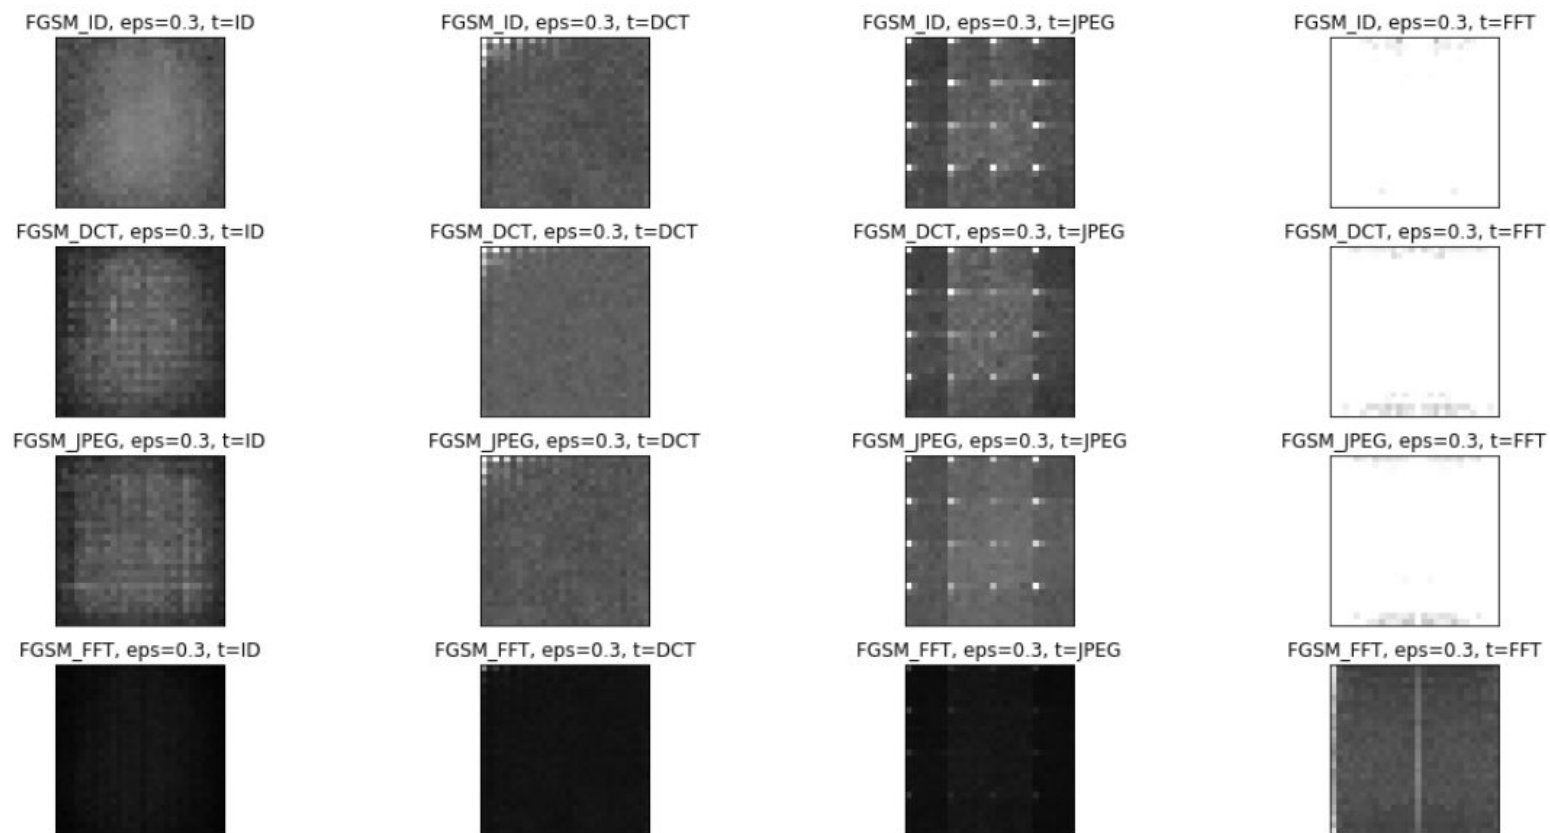 FGSM_ID, eps=0.3, t=ID
FGSM_ID, eps=0.3, t=DCT
FGSM_ID, eps=0.3, t=JPEG
FGSM_ID, eps=0.3, t=FFT
FGSM_DCT, eps=0.3, t=ID
FGSM_DCT, eps=0.3, t=DCT
FGSM_DCT, eps=0.3, t=JPEG
FGSM_DCT, eps=0.3, t=FFT
FGSM_JPEG, eps=0.3, t=ID
FGSM_JPEG, eps=0.3, t=DCT
FGSM_JPEG, eps=0.3, t=JPEG
FGSM_JPEG, eps=0.3, t=FFT
FGSM_FFT, eps=0.3, t=ID
FGSM_FFT, eps=0.3, t=DCT
FGSM_FFT, eps=0.3, t=JPEG
FGSM_FFT, eps=0.3, t=FFT